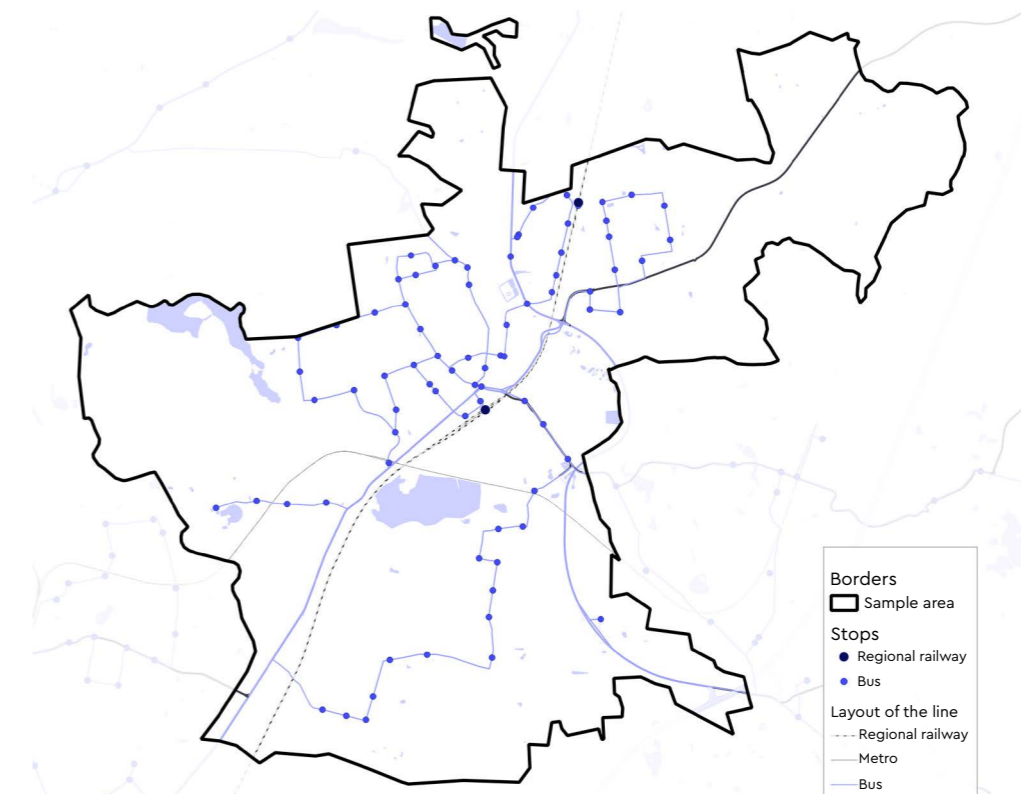 Borders
Sample area
Stops
Regional railway
Bus
Layout of the line
Regional railway
Metro
Bus